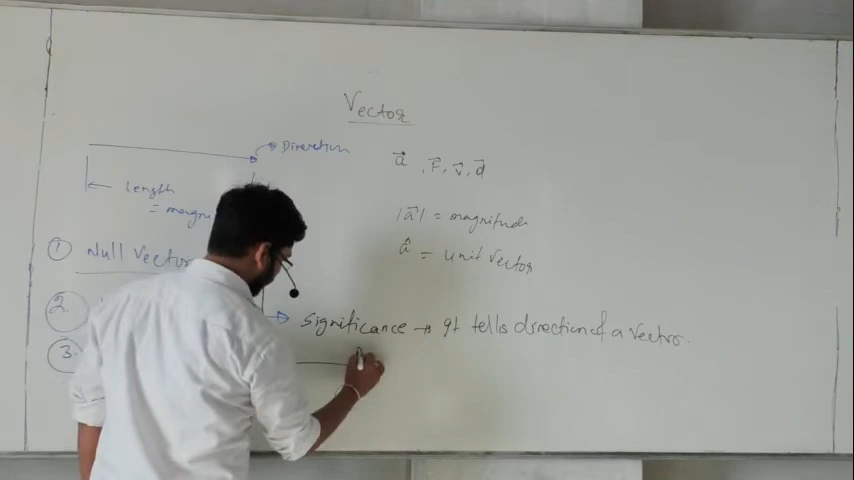 Vector
Direction
Length
= magni
a⃗, F⃗, v⃗, d⃗
|a⃗| = magnitude
â = unit Vector
① Null Vector
2.
Significance → It tells direction of a vector.
3.